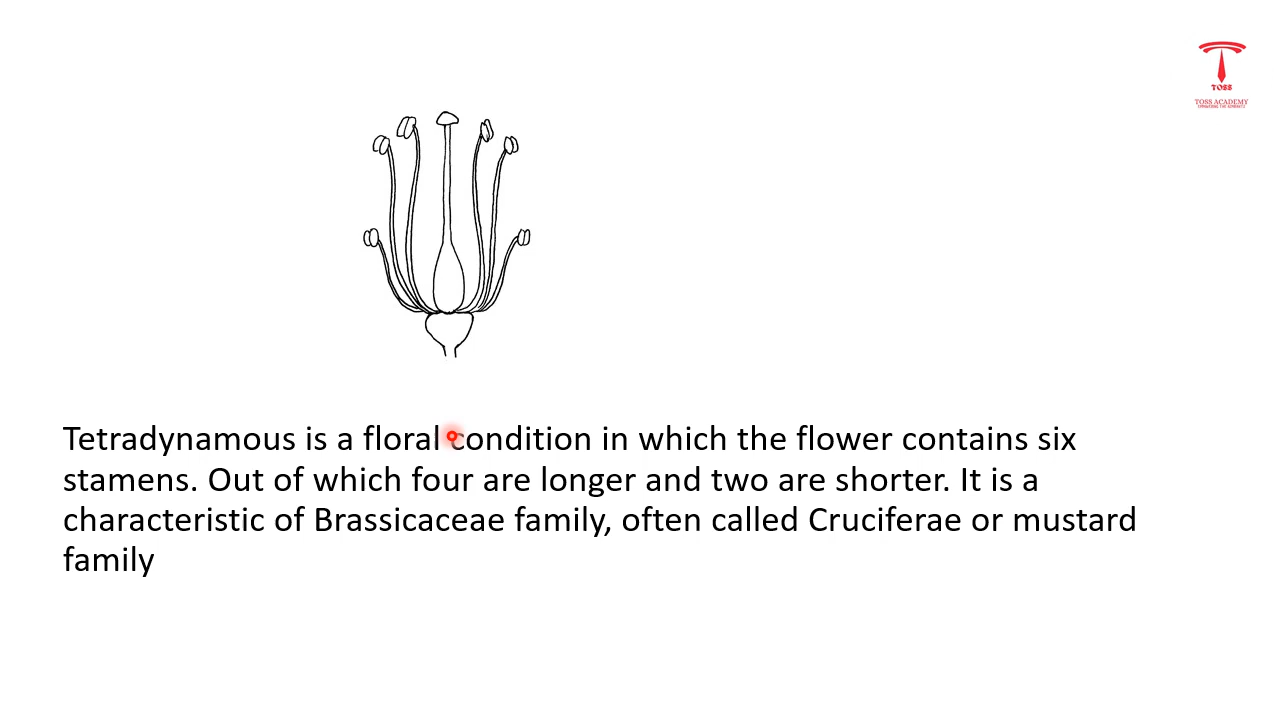 TOSS
TOSS ACADEMY
Tetradynamous is a floral condition in which the flower contains six
stamens. Out of which four are longer and two are shorter. It is a
characteristic of Brassicaceae family, often called Cruciferae or mustard
family